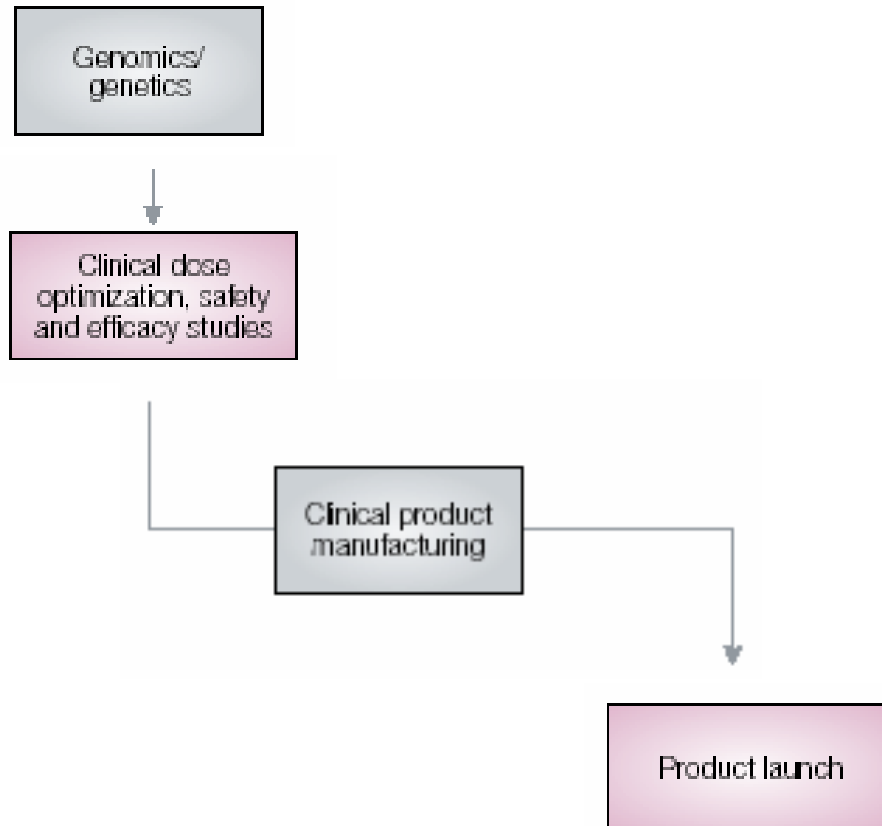 Genomics/
genetics
Clinical dose
optimization, safety
and efficacy studies
Clinical product
manufacturing
Product launch